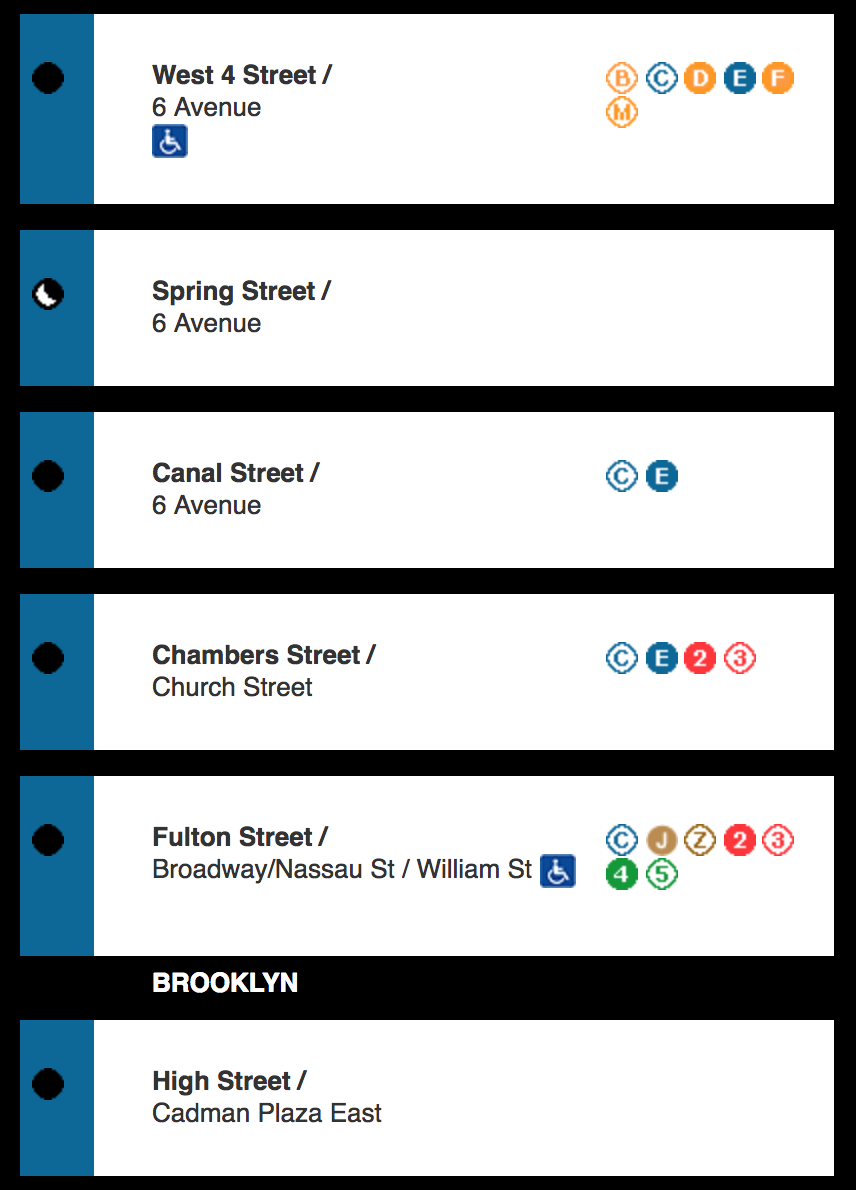 West 4 Street /
6 Avenue
B C D E F
M
Spring Street /
6 Avenue
Canal Street /
6 Avenue
C E
Chambers Street /
Church Street
C E 2 3
Fulton Street /
Broadway/Nassau St / William St
C J Z 2 3
4 5
BROOKLYN
High Street /
Cadman Plaza East